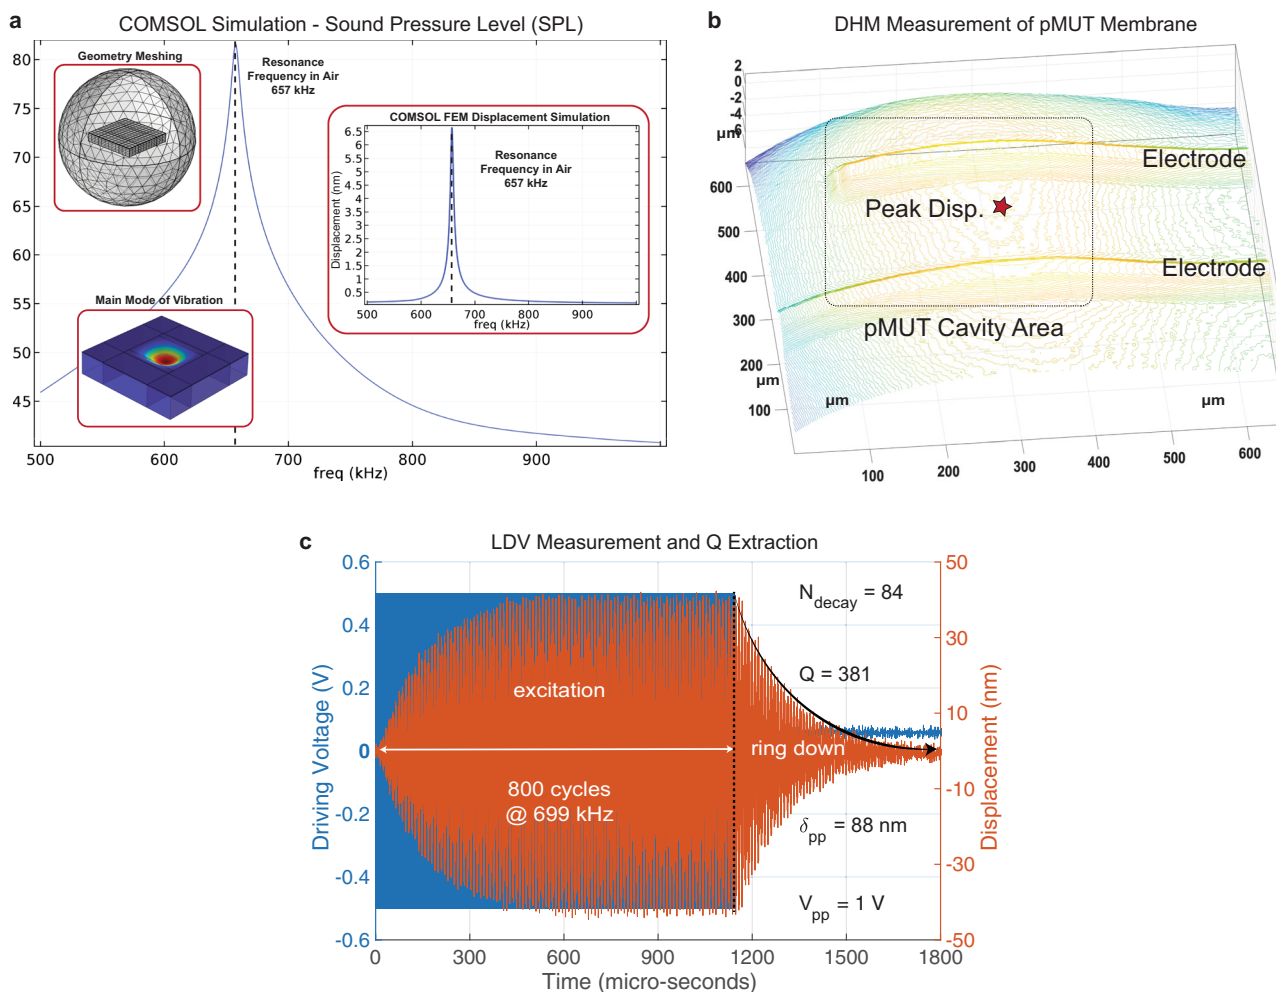 a
COMSOL Simulation - Sound Pressure Level (SPL)
80
75
70
65
60
55
50
45
500
600
700
800
900
freq (kHz)
Geometry Meshing
Resonance
Frequency in Air
657 kHz
Main Mode of Vibration
COMSOL FEM Displacement Simulation
6.5
6
5.5
5
4.5
4
3.5
3
2.5
2
1.5
1
0.5
Displacement (nm)
Resonance
Frequency in Air
657 kHz
500
600
700
800
900
freq (kHz)
b
DHM Measurement of pMUT Membrane
2
0
-2
-4
6
µm
600
500
400
300
200
100
µm
Electrode
Peak Disp.
Electrode
pMUT Cavity Area
µm
µm
100
200
300
400
500
600
c
LDV Measurement and Q Extraction
0.6
0.4
0.2
0
-0.2
-0.4
-0.6
Driving Voltage (V)
50
40
30
20
10
0
-10
-20
-30
-40
-50
Displacement (nm)
N_decay = 84
Q = 381
excitation
ring down
800 cycles
@ 699 kHz
δ_pp = 88 nm
V_pp = 1 V
0
300
600
900
1200
1500
1800
Time (micro-seconds)